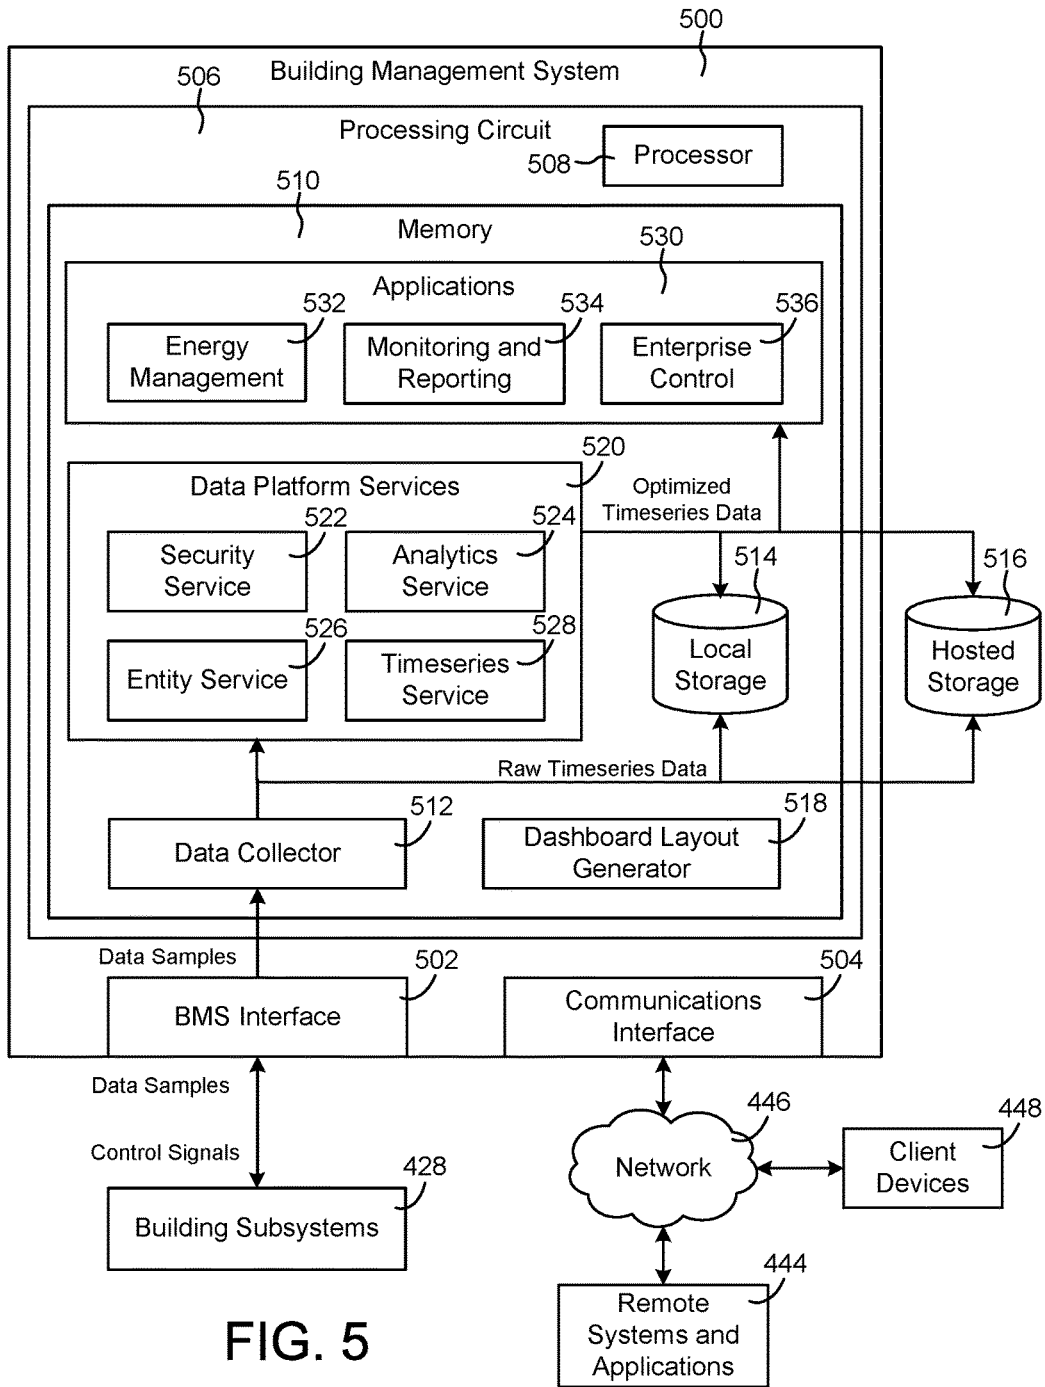 500
Building Management System
506
Processing Circuit
508
Processor
510
Memory
530
Applications
532
Energy
Management
534
Monitoring and
Reporting
536
Enterprise
Control
520
Data Platform Services
Optimized
Timeseries Data
522
Security
Service
524
Analytics
Service
514
Local
Storage
516
Hosted
Storage
526
Entity Service
528
Timeseries
Service
Raw Timeseries Data
512
Data Collector
518
Dashboard Layout
Generator
Data Samples
502
BMS Interface
504
Communications
Interface
Data Samples
Control Signals
446
Network
448
Client
Devices
428
Building Subsystems
444
Remote
Systems and
Applications
FIG. 5